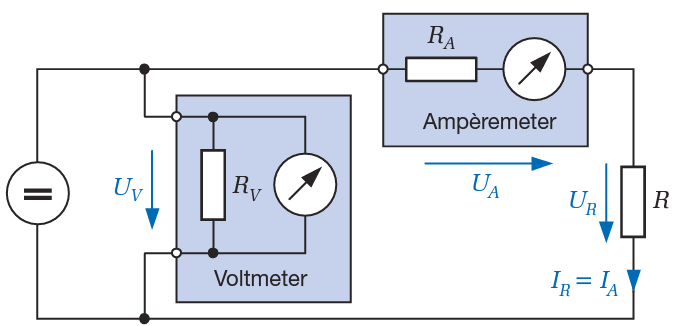 R_A
Ampèremeter
U_V
R_V
Voltmeter
U_A
U_R
R
I_R = I_A